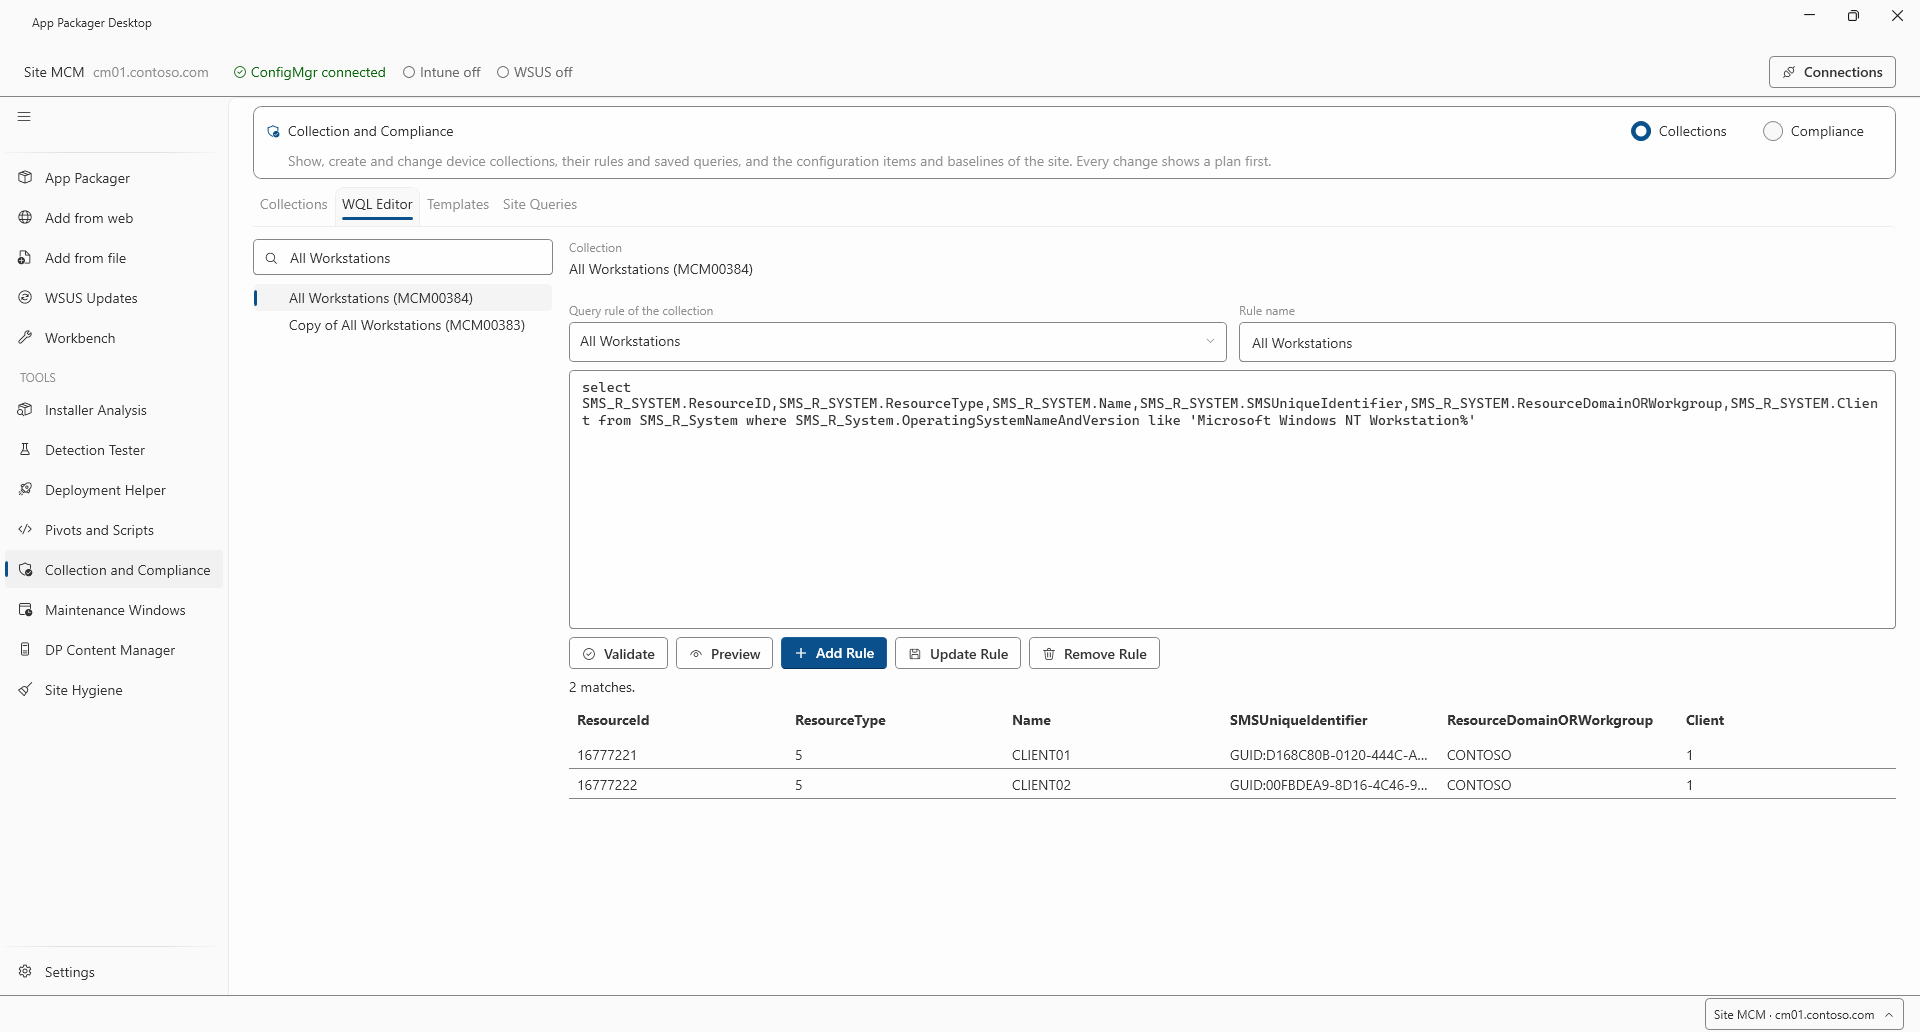 App Packager Desktop
Site MCM cm01.contoso.com ConfigMgr connected Intune off WSUS off Connections
Collection and Compliance Collections Compliance
Show, create and change device collections, their rules and saved queries, and the configuration items and baselines of the site. Every change shows a plan first.
App Packager
Add from web
Add from file
WSUS Updates
Workbench
TOOLS
Installer Analysis
Detection Tester
Deployment Helper
Pivots and Scripts
Collection and Compliance
Maintenance Windows
DP Content Manager
Site Hygiene
Settings
Collections WQL Editor Templates Site Queries
All Workstations
All Workstations (MCM00384)
Copy of All Workstations (MCM00383)
Collection
All Workstations (MCM00384)
Query rule of the collection Rule name
All Workstations All Workstations
select
SMS_R_SYSTEM.ResourceID,SMS_R_SYSTEM.ResourceType,SMS_R_SYSTEM.Name,SMS_R_SYSTEM.SMSUniqueIdentifier,SMS_R_SYSTEM.ResourceDomainORWorkgroup,SMS_R_SYSTEM.Clien
t from SMS_R_System where SMS_R_System.OperatingSystemNameAndVersion like 'Microsoft Windows NT Workstation%'
Validate Preview Add Rule Update Rule Remove Rule
2 matches.
ResourceId ResourceType Name SMSUniqueIdentifier ResourceDomainORWorkgroup Client
16777221 5 CLIENT01 GUID:D168C80B-0120-444C-A... CONTOSO 1
16777222 5 CLIENT02 GUID:00FBDEA9-8D16-4C46-9... CONTOSO 1
Site MCM · cm01.contoso.com